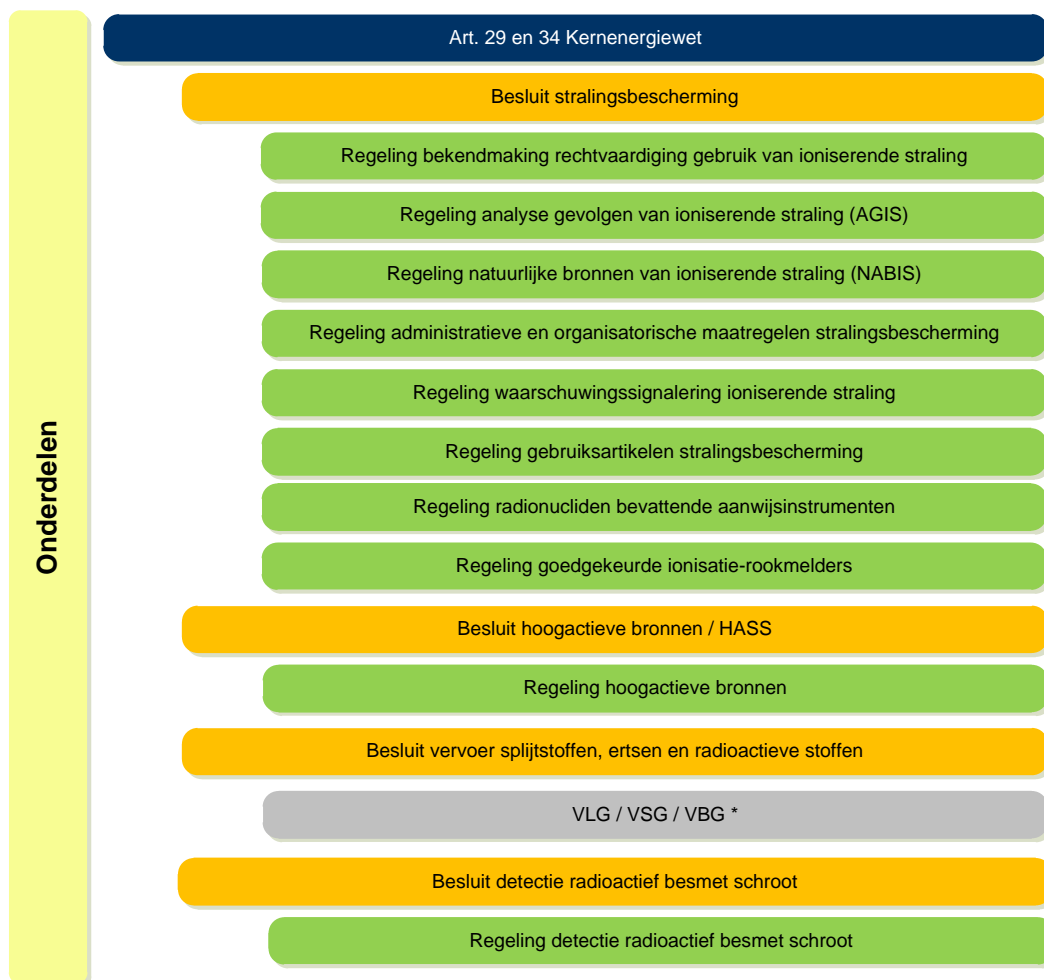 Onderdelen
Art. 29 en 34 Kernenergiewet
Besluit stralingsbescherming
Regeling bekendmaking rechtvaardiging gebruik van ioniserende straling
Regeling analyse gevolgen van ioniserende straling (AGIS)
Regeling natuurlijke bronnen van ioniserende straling (NABIS)
Regeling administratieve en organisatorische maatregelen stralingsbescherming
Regeling waarschuwingssignalering ioniserende straling
Regeling gebruiksartikelen stralingsbescherming
Regeling radionucliden bevattende aanwijsinstrumenten
Regeling goedgekeurde ionisatie-rookmelders
Besluit hoogactieve bronnen / HASS
Regeling hoogactieve bronnen
Besluit vervoer splijtstoffen, ertsen en radioactieve stoffen
VLG / VSG / VBG *
Besluit detectie radioactief besmet schroot
Regeling detectie radioactief besmet schroot